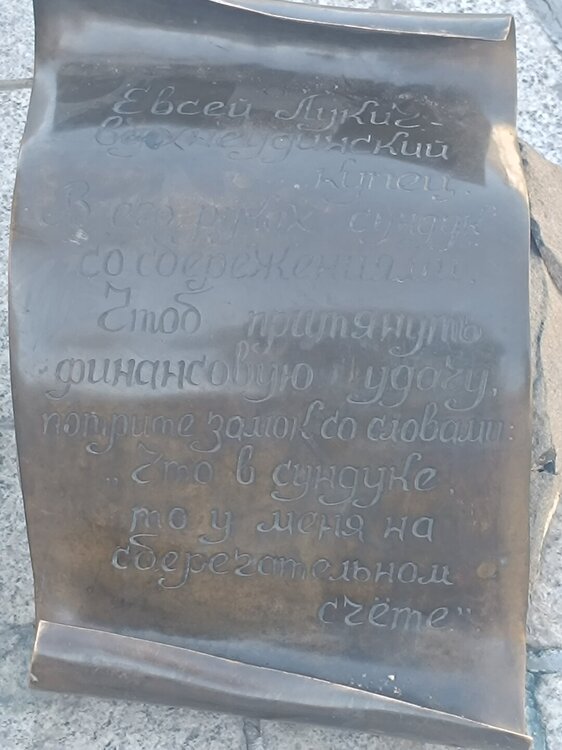 Евсей Лукич -
верхнеудинский
купец.
В его руках сундук
со сбережениями.
Чтоб притянуть
финансовую удачу,
потрите замок со словами:
„Что в сундуке,
то у меня на
сберегательном
счёте".